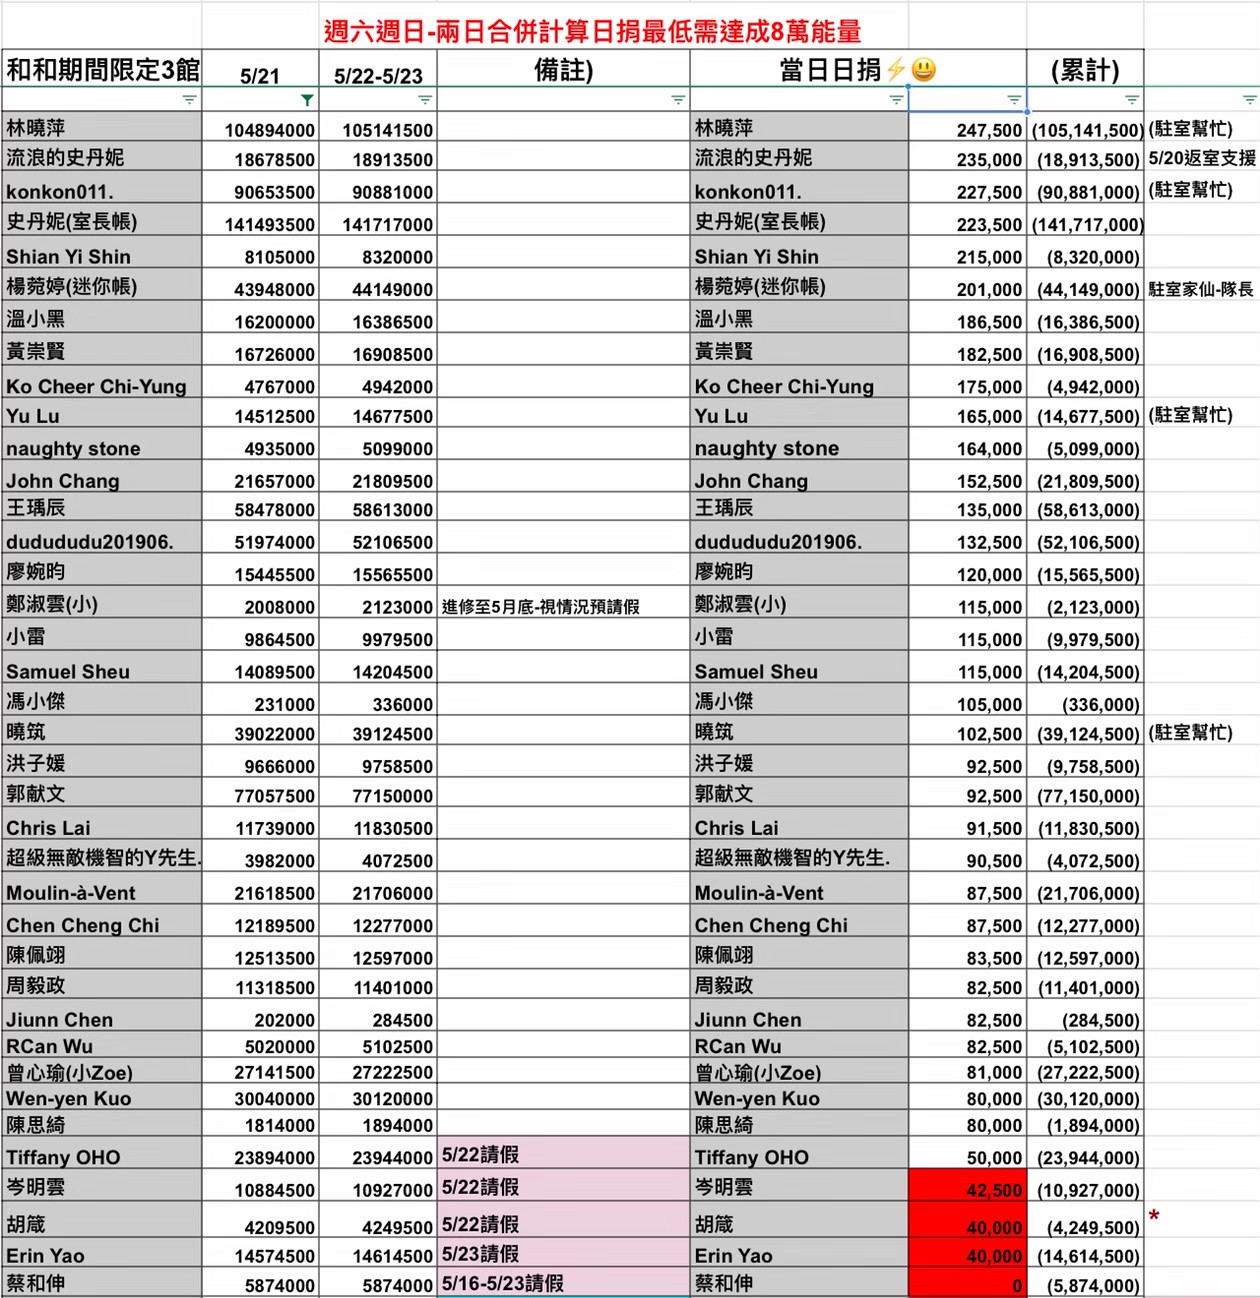 週六週日-兩日合併計算日捐最低需達成8萬能量
和和期間限定3館 5/21 5/22-5/23 備註) 當日日捐⚡😃 (累計)
林曉萍 104894000 105141500 林曉萍 247,500 (105,141,500) (駐室幫忙)
流浪的史丹妮 18678500 18913500 流浪的史丹妮 235,000 (18,913,500) 5/20返室支援
konkon011. 90653500 90881000 konkon011. 227,500 (90,881,000) (駐室幫忙)
史丹妮(室長帳) 141493500 141717000 史丹妮(室長帳) 223,500 (141,717,000)
Shian Yi Shin 8105000 8320000 Shian Yi Shin 215,000 (8,320,000)
楊菀婷(迷你帳) 43948000 44149000 楊菀婷(迷你帳) 201,000 (44,149,000) 駐室家仙-隊長
溫小黑 16200000 16386500 溫小黑 186,500 (16,386,500)
黃崇賢 16726000 16908500 黃崇賢 182,500 (16,908,500)
Ko Cheer Chi-Yung 4767000 4942000 Ko Cheer Chi-Yung 175,000 (4,942,000)
Yu Lu 14512500 14677500 Yu Lu 165,000 (14,677,500) (駐室幫忙)
naughty stone 4935000 5099000 naughty stone 164,000 (5,099,000)
John Chang 21657000 21809500 John Chang 152,500 (21,809,500)
王瑀辰 58478000 58613000 王瑀辰 135,000 (58,613,000)
dudududu201906. 51974000 52106500 dudududu201906. 132,500 (52,106,500)
廖婉昀 15445500 15565500 廖婉昀 120,000 (15,565,500)
鄭淑雲(小) 2008000 2123000 進修至5月底-視情況預請假 鄭淑雲(小) 115,000 (2,123,000)
小雷 9864500 9979500 小雷 115,000 (9,979,500)
Samuel Sheu 14089500 14204500 Samuel Sheu 115,000 (14,204,500)
馮小傑 231000 336000 馮小傑 105,000 (336,000)
曉筑 39022000 39124500 曉筑 102,500 (39,124,500) (駐室幫忙)
洪子媛 9666000 9758500 洪子媛 92,500 (9,758,500)
郭献文 77057500 77150000 郭献文 92,500 (77,150,000)
Chris Lai 11739000 11830500 Chris Lai 91,500 (11,830,500)
超級無敵機智的Y先生. 3982000 4072500 超級無敵機智的Y先生. 90,500 (4,072,500)
Moulin-à-Vent 21618500 21706000 Moulin-à-Vent 87,500 (21,706,000)
Chen Cheng Chi 12189500 12277000 Chen Cheng Chi 87,500 (12,277,000)
陳佩翊 12513500 12597000 陳佩翊 83,500 (12,597,000)
周毅政 11318500 11401000 周毅政 82,500 (11,401,000)
Jiunn Chen 202000 284500 Jiunn Chen 82,500 (284,500)
RCan Wu 5020000 5102500 RCan Wu 82,500 (5,102,500)
曾心瑜(小Zoe) 27141500 27222500 曾心瑜(小Zoe) 81,000 (27,222,500)
Wen-yen Kuo 30040000 30120000 Wen-yen Kuo 80,000 (30,120,000)
陳思綺 1814000 1894000 陳思綺 80,000 (1,894,000)
Tiffany OHO 23894000 23944000 5/22請假 Tiffany OHO 50,000 (23,944,000)
岑明雲 10884500 10927000 5/22請假 岑明雲 42,500 (10,927,000)
胡箴 4209500 4249500 5/22請假 胡箴 40,000 (4,249,500) *
Erin Yao 14574500 14614500 5/23請假 Erin Yao 40,000 (14,614,500)
蔡和伸 5874000 5874000 5/16-5/23請假 蔡和伸 0 (5,874,000)